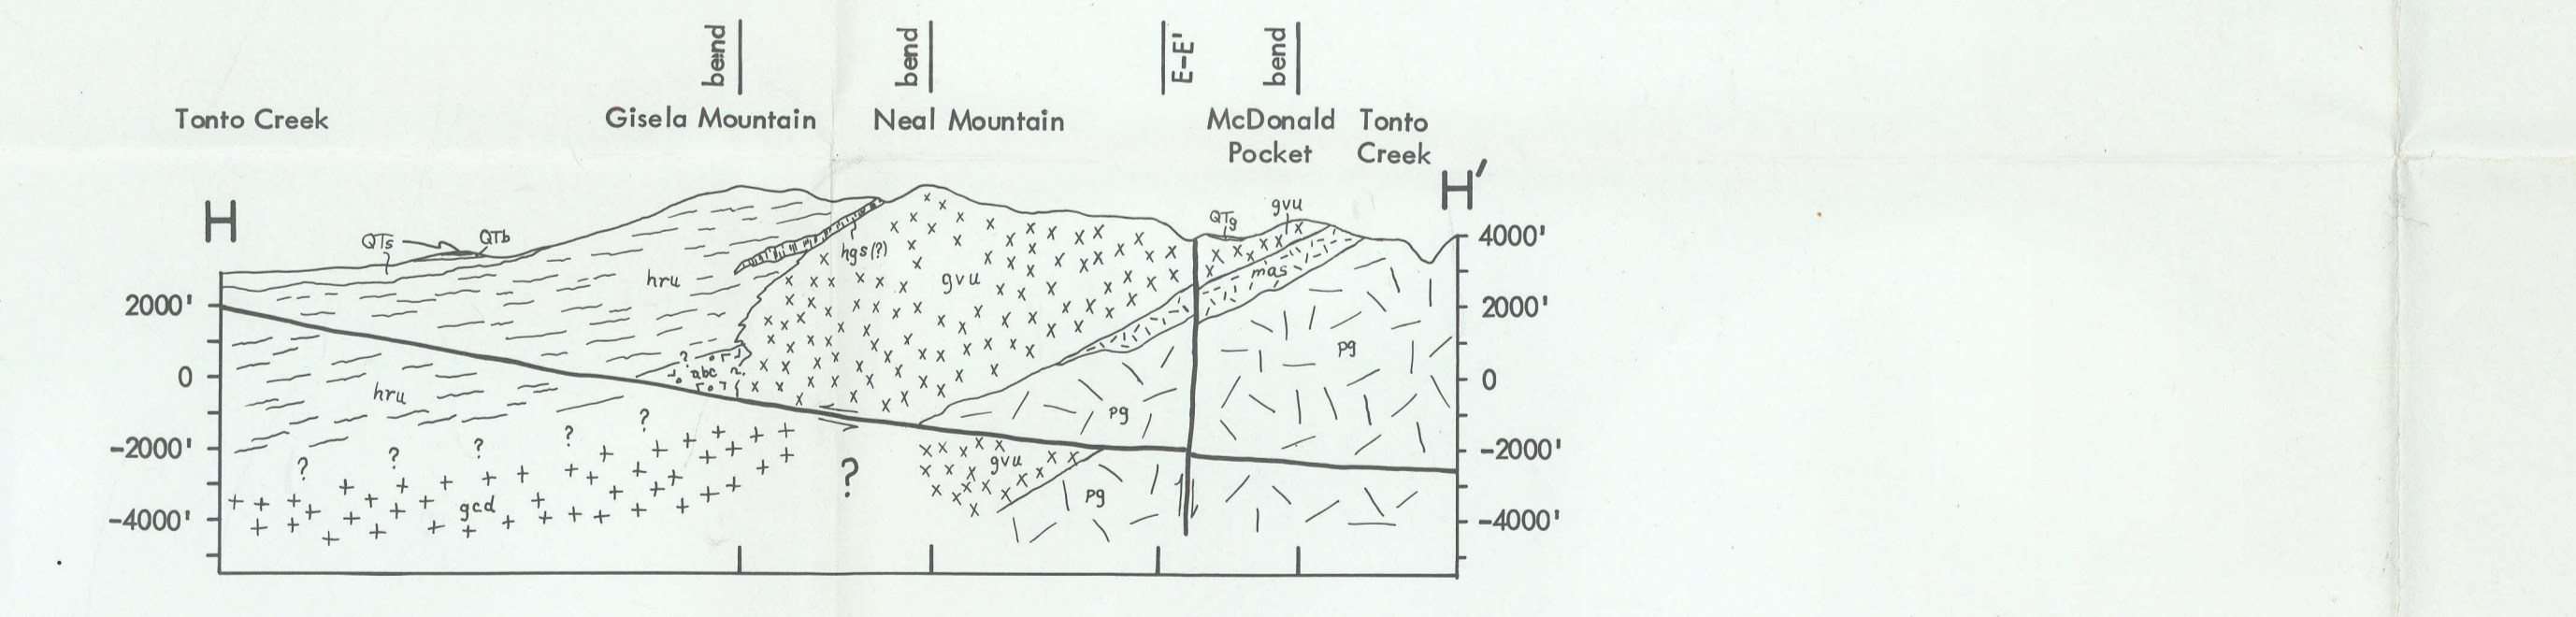 bend
bend
E-E'
bend
Tonto Creek
Gisela Mountain
Neal Mountain
McDonald
Pocket
Tonto
Creek
H
H'
QTs
QTb
QTg
gvu
4000'
hgs(?)
hru
gvu
mas
2000'
2000'
pg
?
abc
?
0
0
hru
pg
?
?
?
?
?
-2000'
-2000'
?
gvu
pg
gcd
-4000'
-4000'